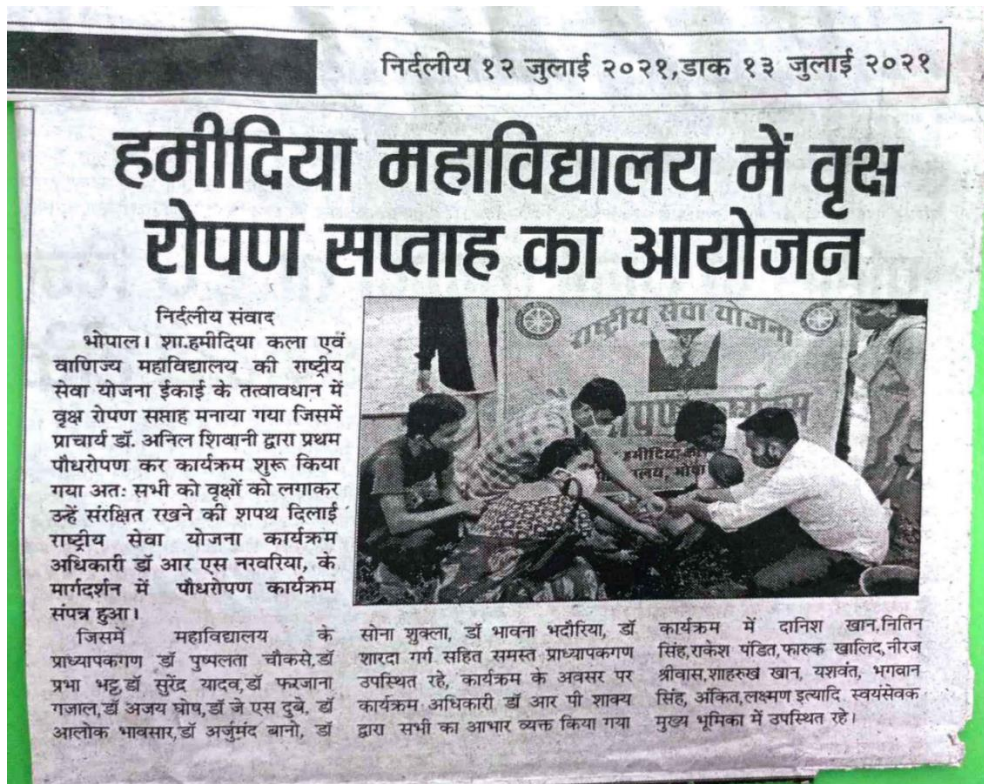 निर्दलीय १२ जुलाई २०२१,डाक १३ जुलाई २०२१
हमीदिया महाविद्यालय में वृक्ष
रोपण सप्ताह का आयोजन
निर्दलीय संवाद
भोपाल। शा.हमीदिया कला एवं
वाणिज्य महाविद्यालय की राष्ट्रीय
सेवा योजना ईकाई के तत्वावधान में
वृक्ष रोपण सप्ताह मनाया गया जिसमें
प्राचार्य डॉ. अनिल शिवानी द्वारा प्रथम
पौधरोपण कर कार्यक्रम शुरू किया
गया अतः सभी को वृक्षों को लगाकर
उन्हें संरक्षित रखने की शपथ दिलाई
राष्ट्रीय सेवा योजना कार्यक्रम
अधिकारी डॉ आर एस नरवरिया, के
मार्गदर्शन में पौधरोपण कार्यक्रम
संपन्न हुआ।
जिसमें महाविद्यालय के
प्राध्यापकगण डॉ पुष्पलता चौकसे,डॉ
प्रभा भट्ट,डॉ सुरेंद्र यादव,डॉ फरजाना
गजाल,डॉ अजय घोष,डॉ जे एस दुबे, डॉ
आलोक भावसार,डॉ अर्जुमंद बानो, डॉ
राष्ट्रीय सेवा योजना
हमीदिया
सोना शुक्ला, डॉ भावना भदौरिया, डॉ
शारदा गर्ग सहित समस्त प्राध्यापकगण
उपस्थित रहे, कार्यक्रम के अवसर पर
कार्यक्रम अधिकारी डॉ आर पी शाक्य
द्वारा सभी का आभार व्यक्त किया गया
कार्यक्रम में दानिश खान,नितिन
सिंह,राकेश पंडित,फारुक खालिद,नीरज
श्रीवास,शाहरुख खान, यशवंत, भगवान
सिंह, अंकित,लक्ष्मण इत्यादि स्वयंसेवक
मुख्य भूमिका में उपस्थित रहे।